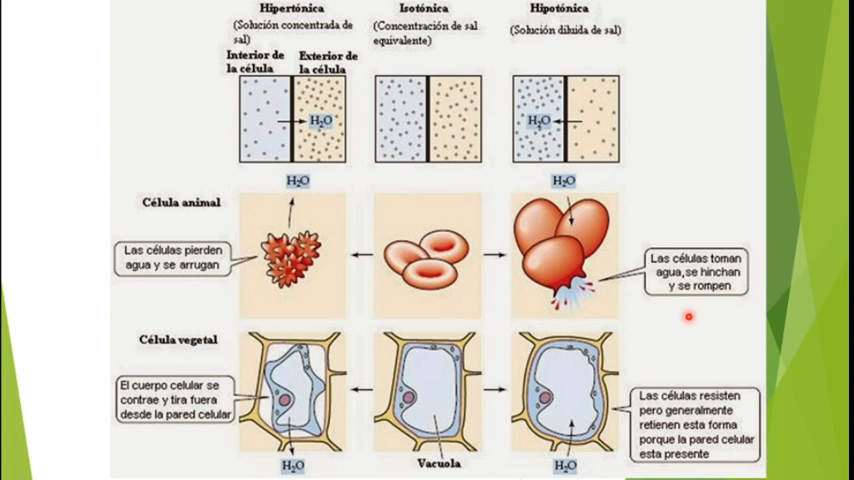 Hipertónica
(Solución concentrada de
sal)
Isotónica
(Concentración de sal
equivalente)
Hipotónica
(Solución diluida de sal)
Interior de
la célula
Exterior de
la célula
H2O
H2O
H2O
H2O
Célula animal
Las células pierden
agua y se arrugan
Las células toman
agua,se hinchan
y se rompen
Célula vegetal
El cuerpo celular se
contrae y tira fuera
desde la pared celular
Las células resisten
pero generalmente
retienen esta forma
porque la pared celular
esta presente
H2O
Vacuola
H2O